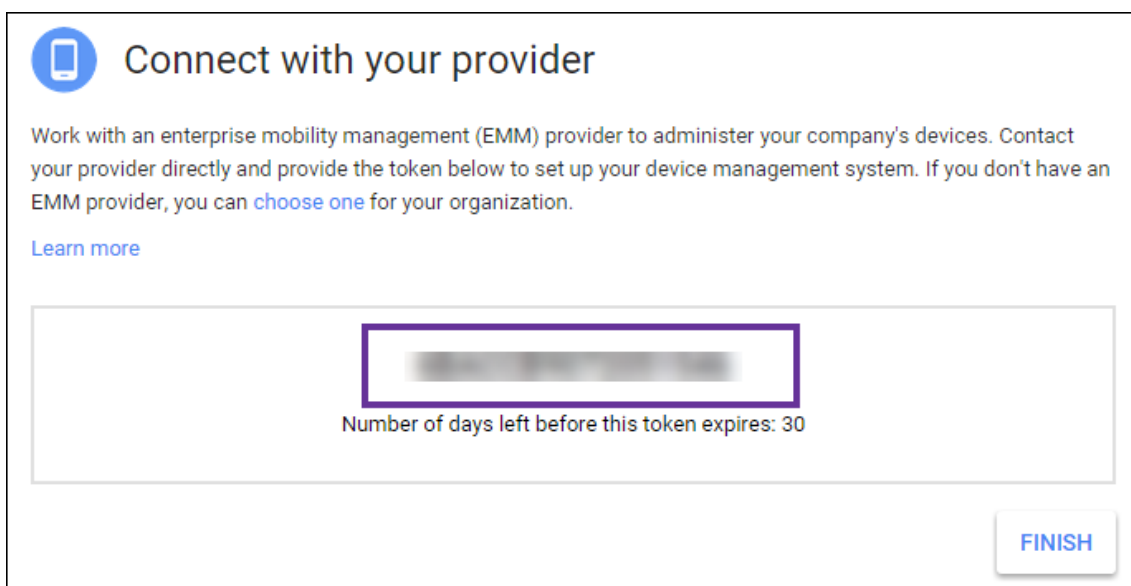 Connect with your provider
Work with an enterprise mobility management (EMM) provider to administer your company's devices. Contact
your provider directly and provide the token below to set up your device management system. If you don't have an
EMM provider, you can choose one for your organization.
Learn more
Number of days left before this token expires: 30
FINISH